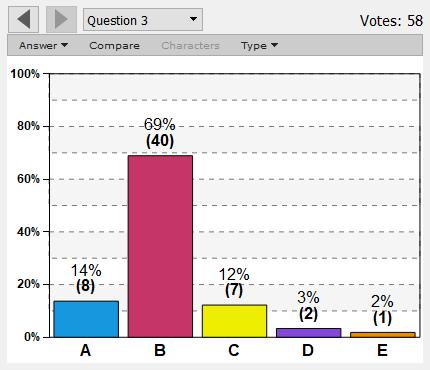 Question 3
Votes: 58
Answer
Compare
Characters
Type
100%
80%
60%
40%
20%
0%
14%
(8)
69%
(40)
12%
(7)
3%
(2)
2%
(1)
A B C D E